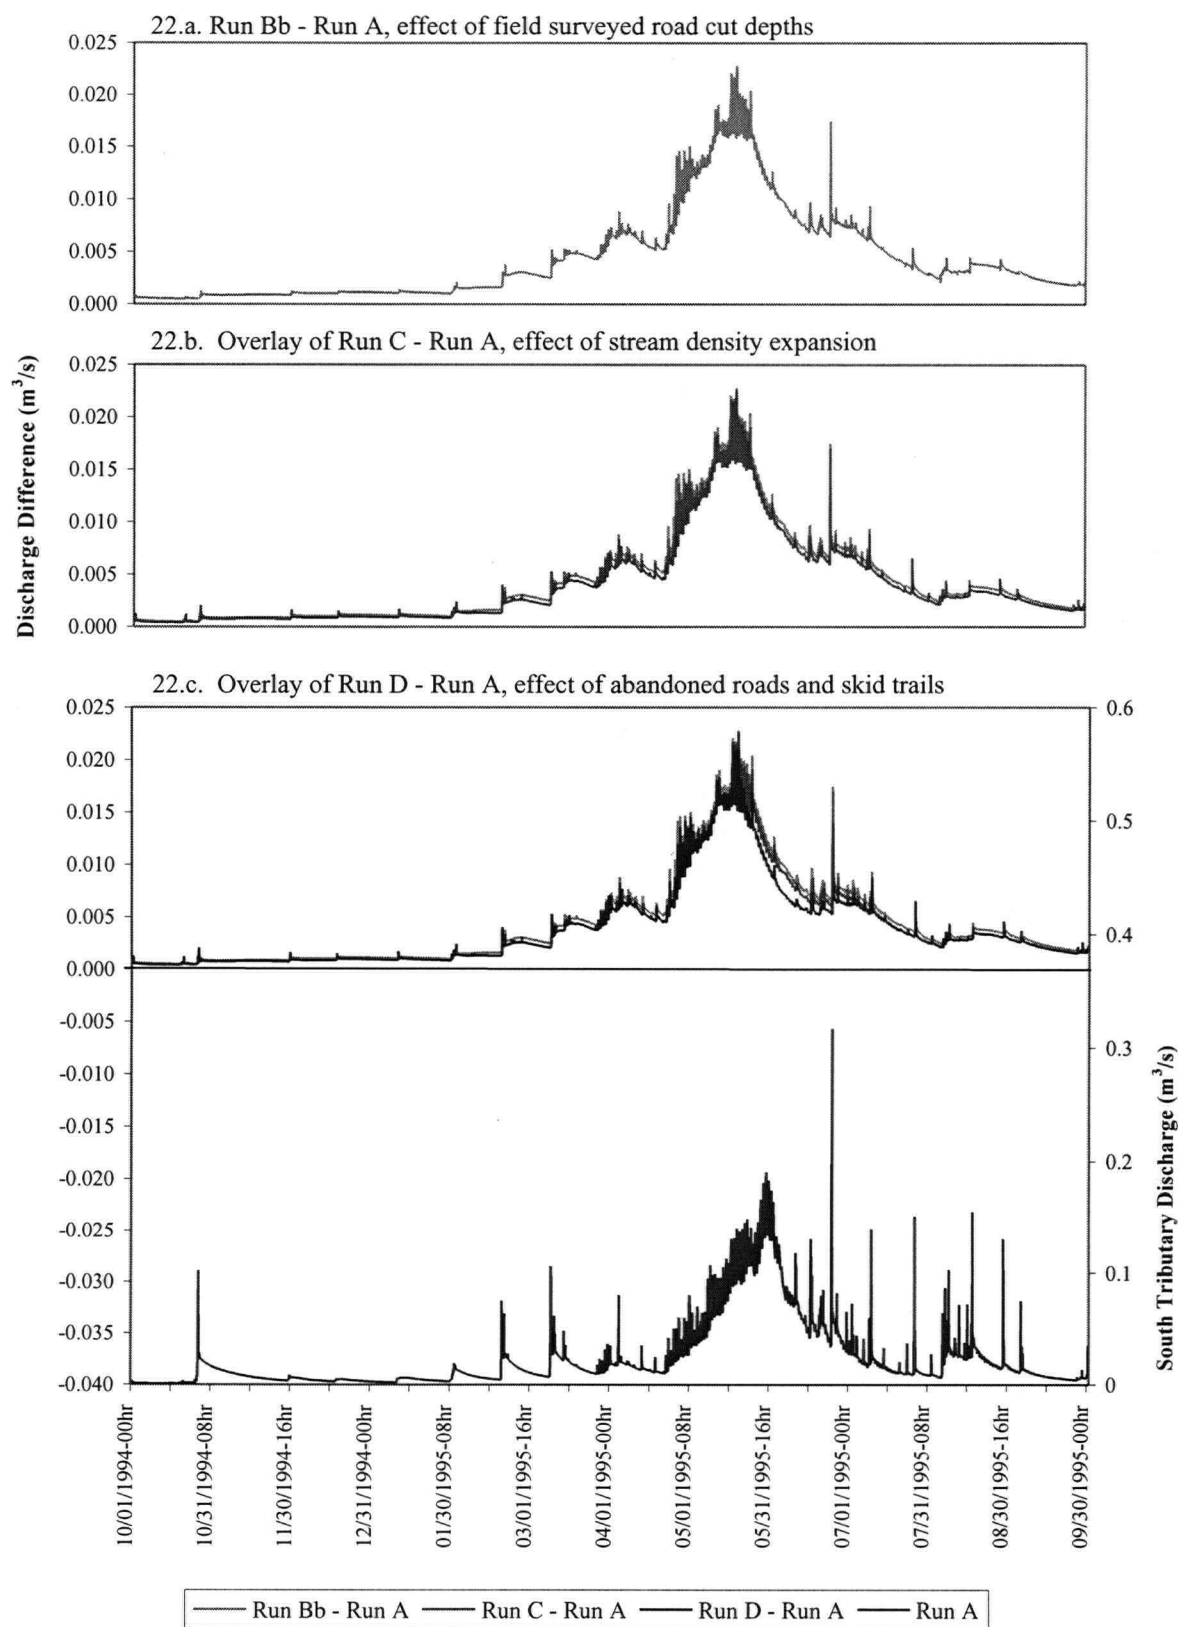 22.a. Run Bb - Run A, effect of field surveyed road cut depths
0.025
0.020
0.015
0.010
0.005
0.000
22.b. Overlay of Run C - Run A, effect of stream density expansion
0.025
0.020
0.015
0.010
0.005
0.000
Discharge Difference (m³/s)
22.c. Overlay of Run D - Run A, effect of abandoned roads and skid trails
0.025
0.020
0.015
0.010
0.005
0.000
-0.005
-0.010
-0.015
-0.020
-0.025
-0.030
-0.035
-0.040
0.6
0.5
0.4
0.3
0.2
0.1
0
South Tributary Discharge (m³/s)
10/01/1994-00hr
10/31/1994-08hr
11/30/1994-16hr
12/31/1994-00hr
01/30/1995-08hr
03/01/1995-16hr
04/01/1995-00hr
05/01/1995-08hr
05/31/1995-16hr
07/01/1995-00hr
07/31/1995-08hr
08/30/1995-16hr
09/30/1995-00hr
Run Bb - Run A Run C - Run A Run D - Run A Run A